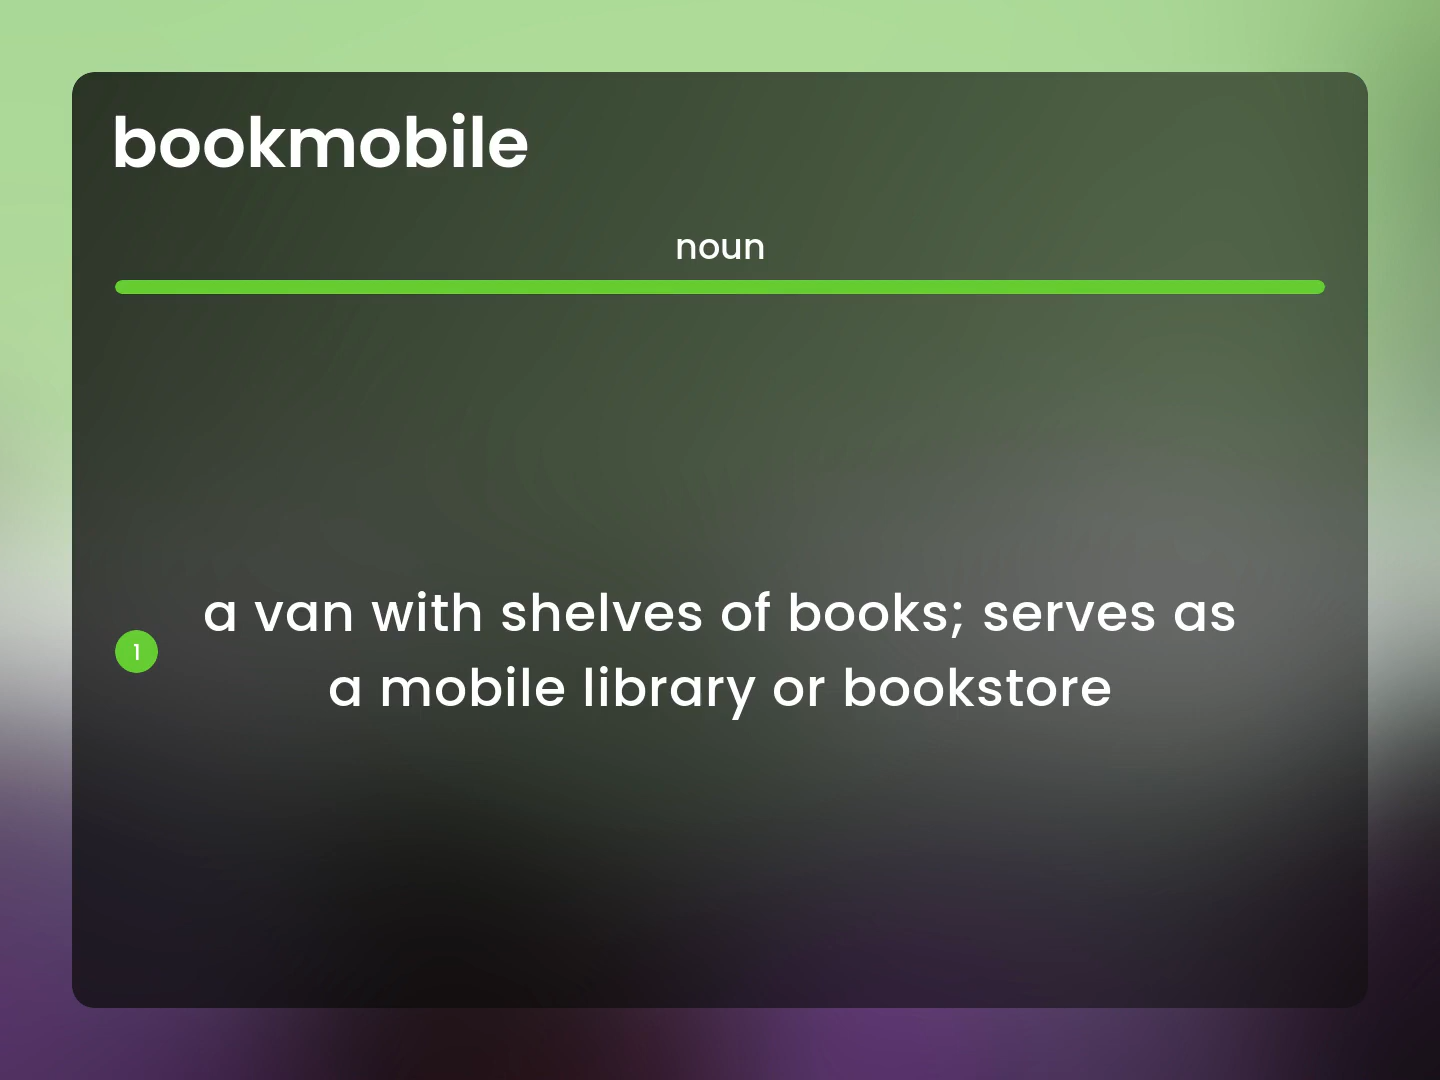 bookmobile
noun
a van with shelves of books; serves as
1
a mobile library or bookstore